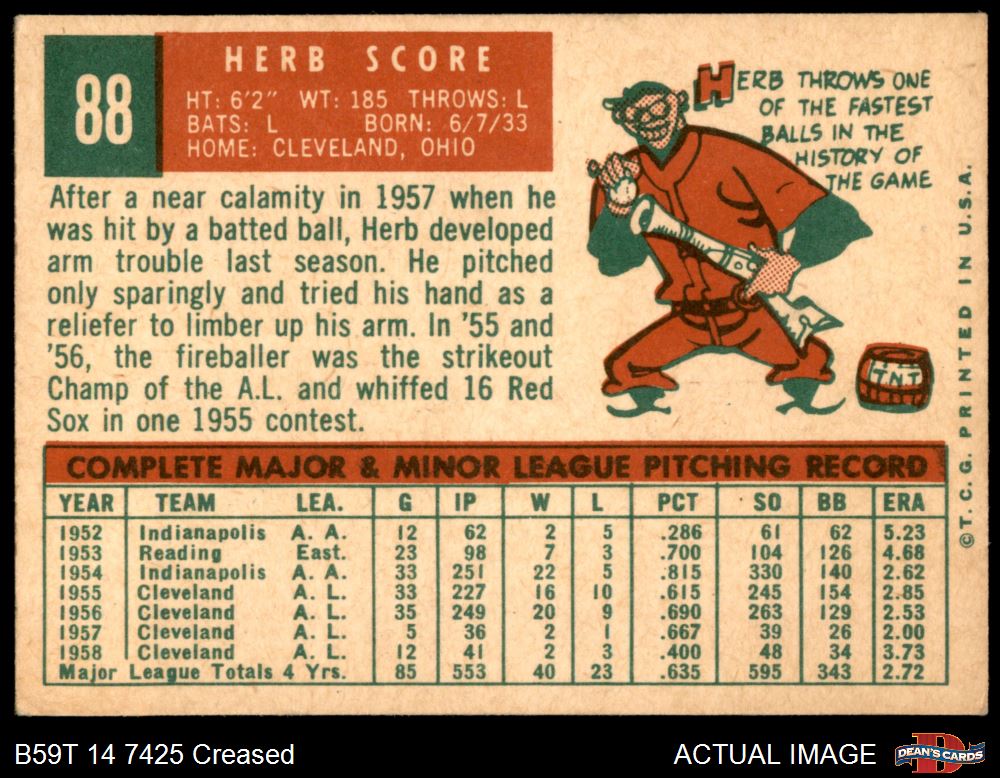 88
HERB SCORE
HT: 6'2" WT: 185 THROWS: L
BATS: L BORN: 6/7/33
HOME: CLEVELAND, OHIO
HERB THROWS ONE
OF THE FASTEST
BALLS IN THE
HISTORY OF
THE GAME
TNT
After a near calamity in 1957 when he
was hit by a batted ball, Herb developed
arm trouble last season. He pitched
only sparingly and tried his hand as a
reliefer to limber up his arm. In '55 and
'56, the fireballer was the strikeout
Champ of the A.L. and whiffed 16 Red
Sox in one 1955 contest.
COMPLETE MAJOR & MINOR LEAGUE PITCHING RECORD
YEAR TEAM LEA. G IP W L PCT SO BB ERA
1952 Indianapolis A. A. 12 62 2 5 .286 61 62 5.23
1953 Reading East. 23 98 7 3 .700 104 126 4.68
1954 Indianapolis A. A. 33 251 22 5 .815 330 140 2.62
1955 Cleveland A. L. 33 227 16 10 .615 245 154 2.85
1956 Cleveland A. L. 35 249 20 9 .690 263 129 2.53
1957 Cleveland A. L. 5 36 2 1 .667 39 26 2.00
1958 Cleveland A. L. 12 41 2 3 .400 48 34 3.73
Major League Totals 4 Yrs. 85 553 40 23 .635 595 343 2.72
©T. C. G. PRINTED IN U.S.A.
B59T 14 7425 Creased
ACTUAL IMAGE
DEAN'S CARDS